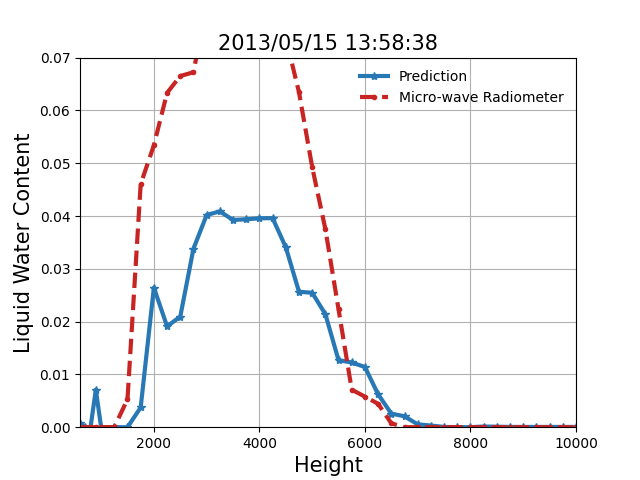 2013/05/15 13:58:38
Prediction
Micro-wave Radiometer
0.07
0.06
0.05
0.04
0.03
0.02
0.01
0.00
Liquid Water Content
2000 4000 6000 8000 10000
Height